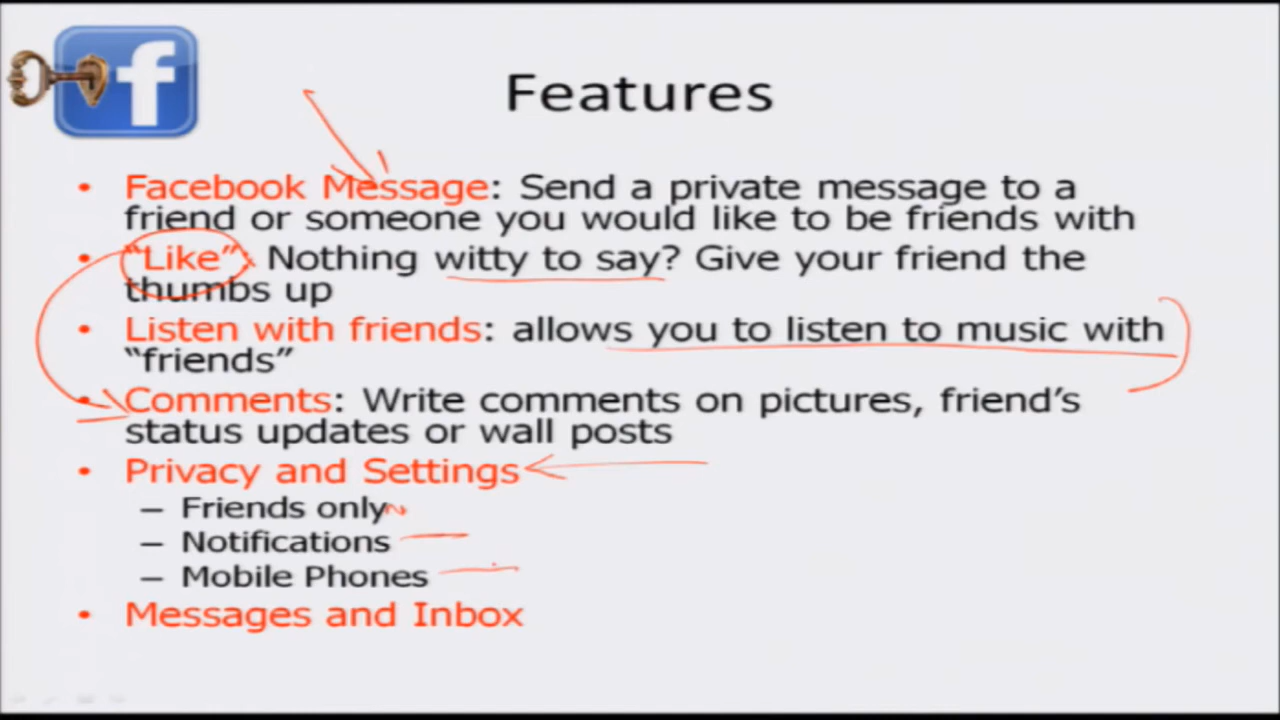 f
Features
• Facebook Message: Send a private message to a
friend or someone you would like to be friends with
• “Like”: Nothing witty to say? Give your friend the
thumbs up
• Listen with friends: allows you to listen to music with
“friends”
• Comments: Write comments on pictures, friend’s
status updates or wall posts
• Privacy and Settings
– Friends only
– Notifications
– Mobile Phones
• Messages and Inbox